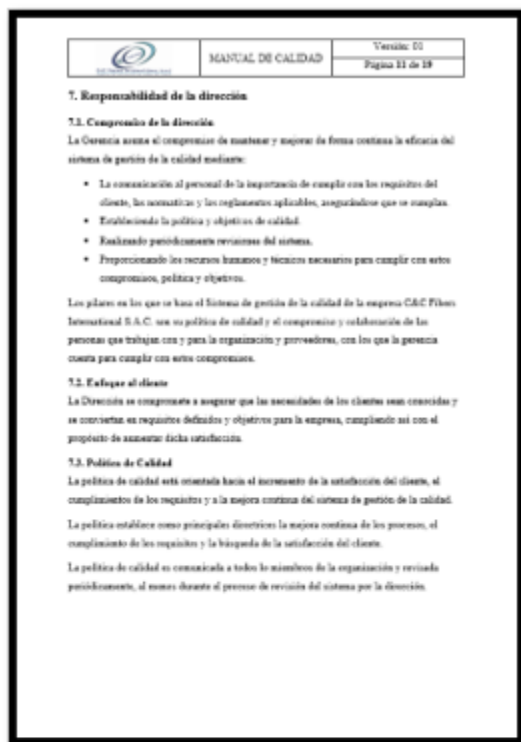 MANUAL DE CALIDAD
Versión: 01
Página 11 de 19
7. Responsabilidad de la dirección
7.1. Compromiso de la dirección
La Gerencia asume el compromiso de mantener y mejorar de forma continua la eficacia del
sistema de gestión de la calidad mediante:
• La comunicación al personal de la importancia de cumplir con los requisitos del
cliente, las normativas y los reglamentos aplicables, asegurándose que se cumplan.
• Estableciendo la política y objetivos de calidad.
• Realizando periódicamente revisiones del sistema.
• Proporcionando los recursos humanos y técnicos necesarios para cumplir con estos
compromisos, política y objetivos.
Los pilares en los que se basa el Sistema de gestión de la calidad de la empresa C&C Fibers
International S.A.C. son su política de calidad y el compromiso y colaboración de las
personas que trabajan con y para la organización y proveedores, con los que la gerencia
cuenta para cumplir con estos compromisos.
7.2. Enfoque al cliente
La Dirección se compromete a asegurar que las necesidades de los clientes sean conocidas y
se conviertan en requisitos definidos y objetivos para la empresa, cumpliendo así con el
propósito de aumentar dicha satisfacción.
7.3. Política de Calidad
La política de calidad está orientada hacia el incremento de la satisfacción del cliente, el
cumplimientos de los requisitos y a la mejora continua del sistema de gestión de la calidad.
La política establece como principales directrices la mejora continua de los procesos, el
cumplimiento de los requisitos y la búsqueda de la satisfacción del cliente.
La política de calidad es comunicada a todos lo miembros de la organización y revisada
periódicamente, al menos durante el proceso de revisión del sistema por la dirección.